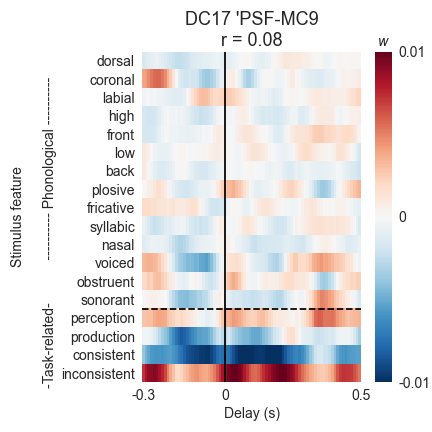 DC17 'PSF-MC9
r = 0.08
w
dorsal
coronal
labial
high
front
low
back
plosive
fricative
syllabic
nasal
voiced
obstruent
sonorant
perception
production
consistent
inconsistent
Stimulus feature
-Task-related- ----------- Phonological ----------
0.01
0
-0.01
-0.3
0
0.5
Delay (s)